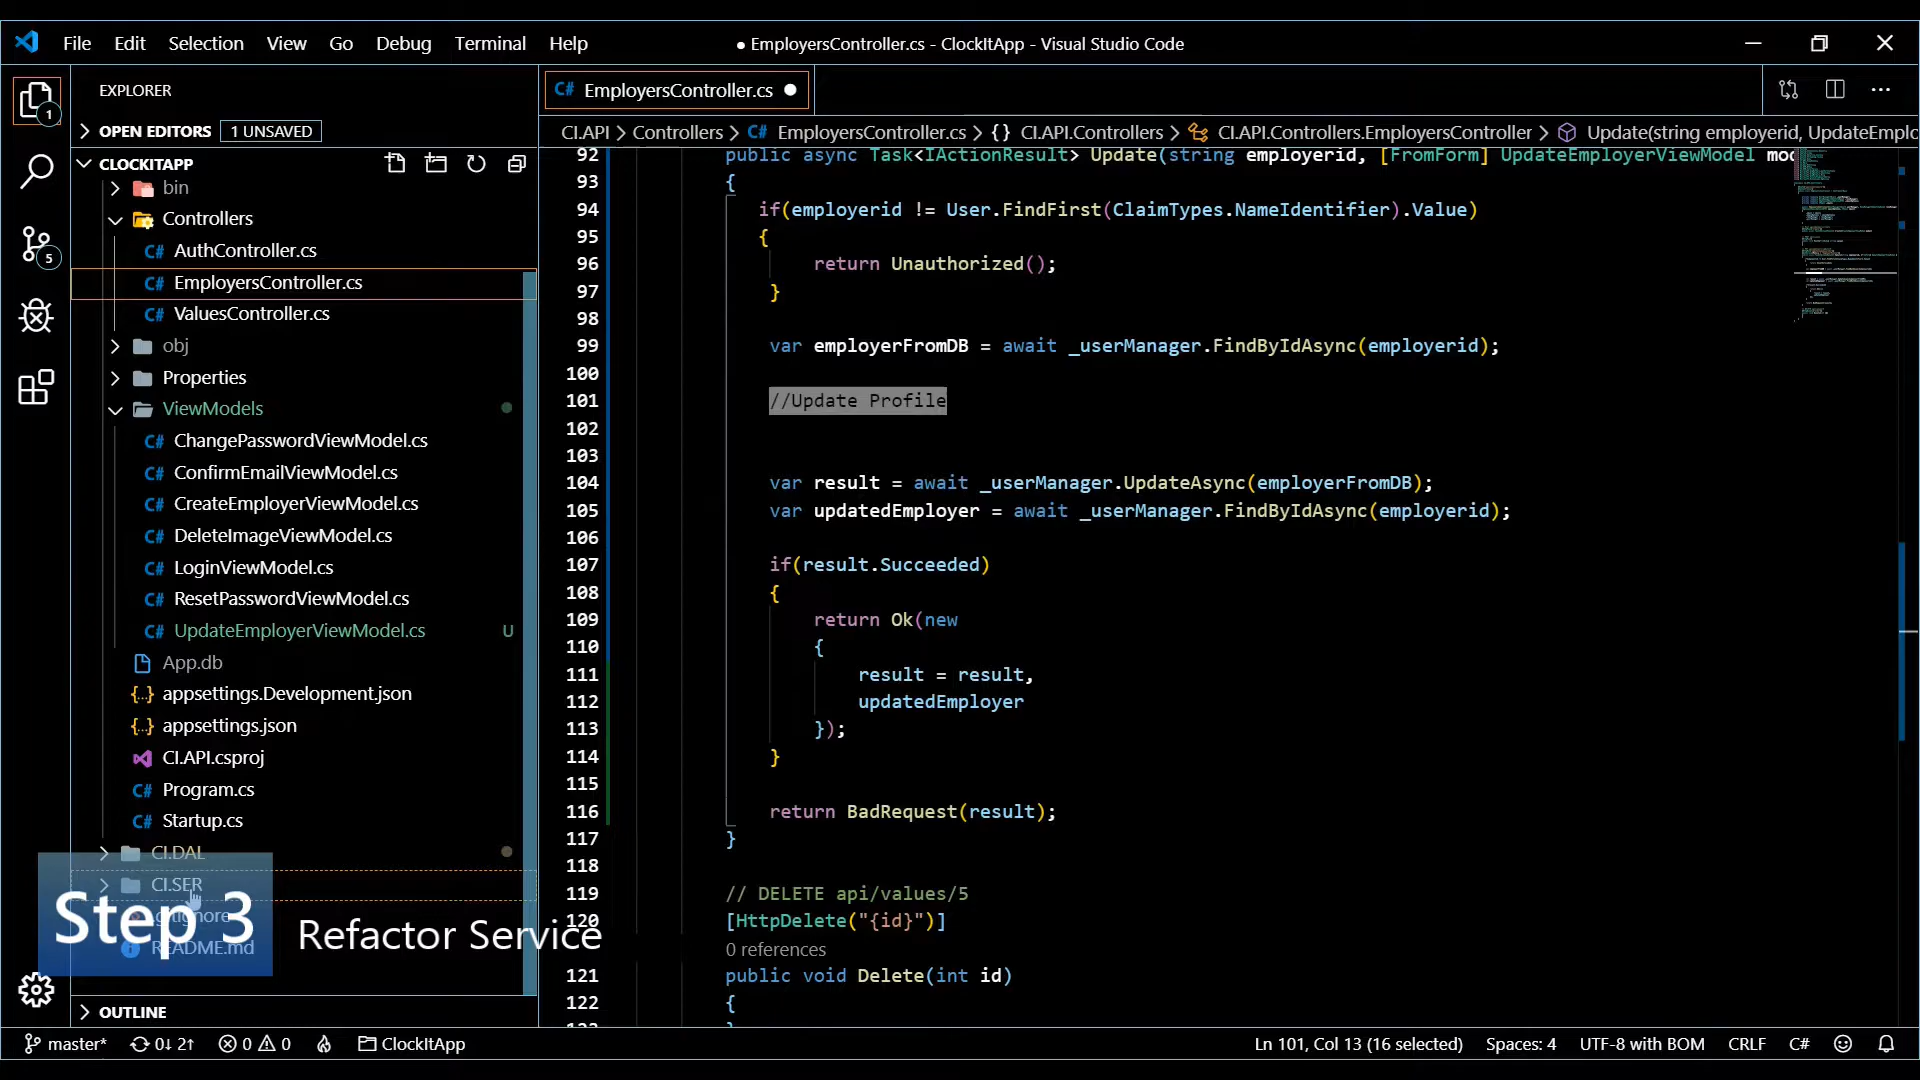 File Edit Selection View Go Debug Terminal Help
● EmployersController.cs - ClockItApp - Visual Studio Code
EXPLORER
OPEN EDITORS 1 UNSAVED
CLOCKITAPP
bin
Controllers
C# AuthController.cs
C# EmployersController.cs
C# ValuesController.cs
obj
Properties
ViewModels
C# ChangePasswordViewModel.cs
C# ConfirmEmailViewModel.cs
C# CreateEmployerViewModel.cs
C# DeleteImageViewModel.cs
C# LoginViewModel.cs
C# ResetPasswordViewModel.cs
C# UpdateEmployerViewModel.cs U
App.db
{..} appsettings.Development.json
{..} appsettings.json
CI.API.csproj
C# Program.cs
C# Startup.cs
CI.DAL
CI.SER
.gitignore
README.md
OUTLINE
1
5
Step 3
Refactor Service
C# EmployersController.cs ●
CI.API > Controllers > C# EmployersController.cs > {} CI.API.Controllers > CI.API.Controllers.EmployersController > Update(string employerid, UpdateEmplo
92 public async Task<IActionResult> Update(string employerid, [FromForm] UpdateEmployerViewModel mod
93 {
94 if(employerid != User.FindFirst(ClaimTypes.NameIdentifier).Value)
95 {
96 return Unauthorized();
97 }
98
99 var employerFromDB = await _userManager.FindByIdAsync(employerid);
100
101 //Update Profile
102
103
104 var result = await _userManager.UpdateAsync(employerFromDB);
105 var updatedEmployer = await _userManager.FindByIdAsync(employerid);
106
107 if(result.Succeeded)
108 {
109 return Ok(new
110 {
111 result = result,
112 updatedEmployer
113 });
114 }
115
116 return BadRequest(result);
117 }
118
119 // DELETE api/values/5
120 [HttpDelete("{id}")]
0 references
121 public void Delete(int id)
122 {
master* 0↓ 2↑ 0 0 ClockItApp
Ln 101, Col 13 (16 selected) Spaces: 4 UTF-8 with BOM CRLF C#